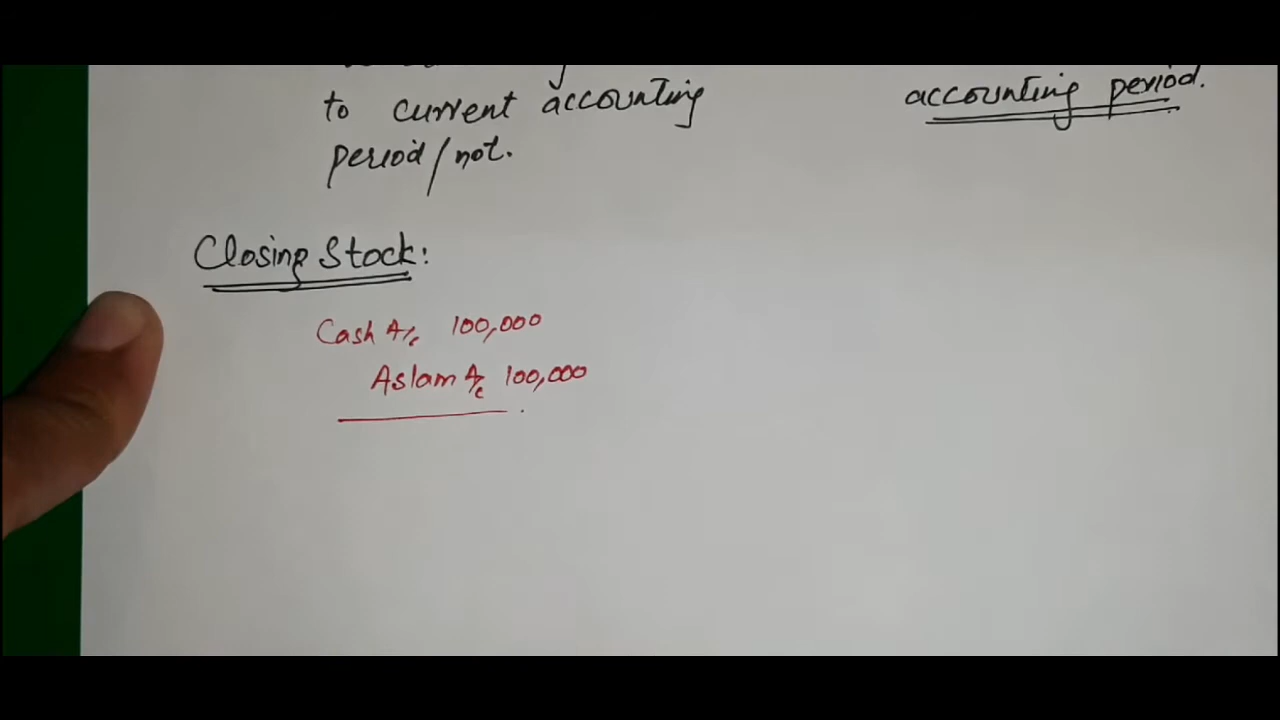 to current accounting
period/not.
accounting period.
Closing Stock:
Cash A/c 100,000
Aslam A/c 100,000